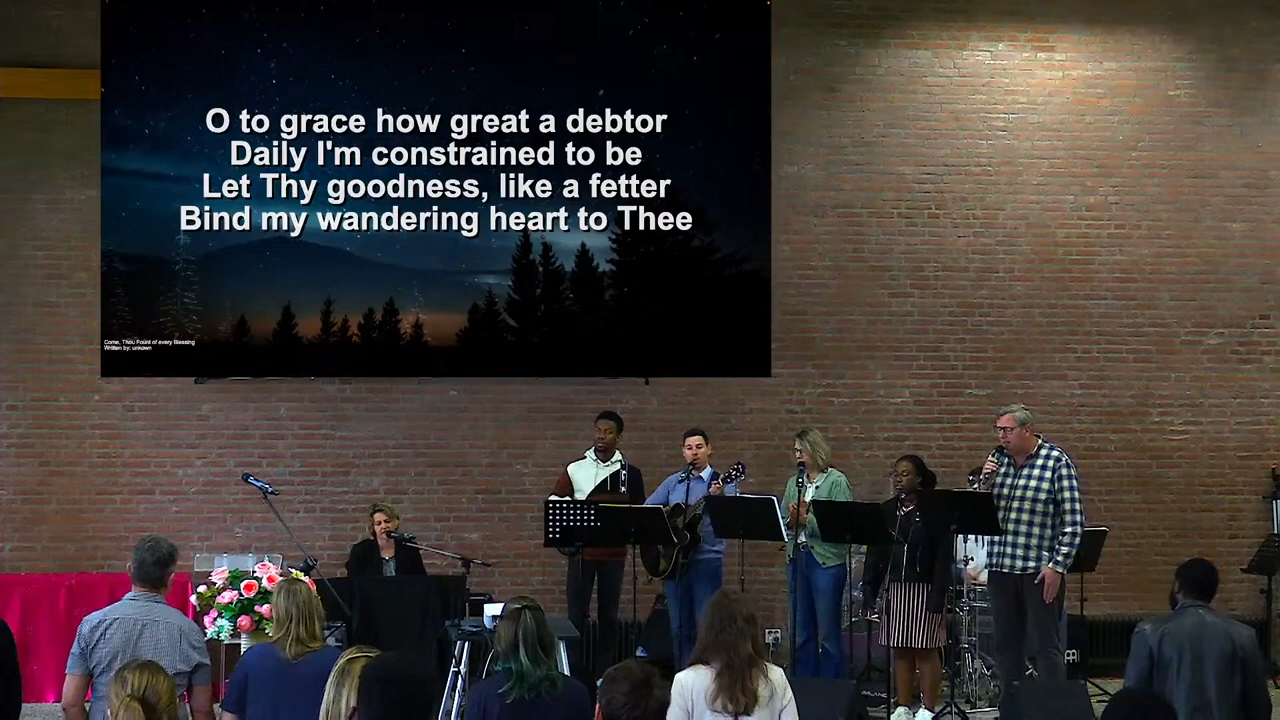 O to grace how great a debtor
Daily I'm constrained to be
Let Thy goodness, like a fetter
Bind my wandering heart to Thee
Come, Thou Fount of every Blessing
Written by: unkown